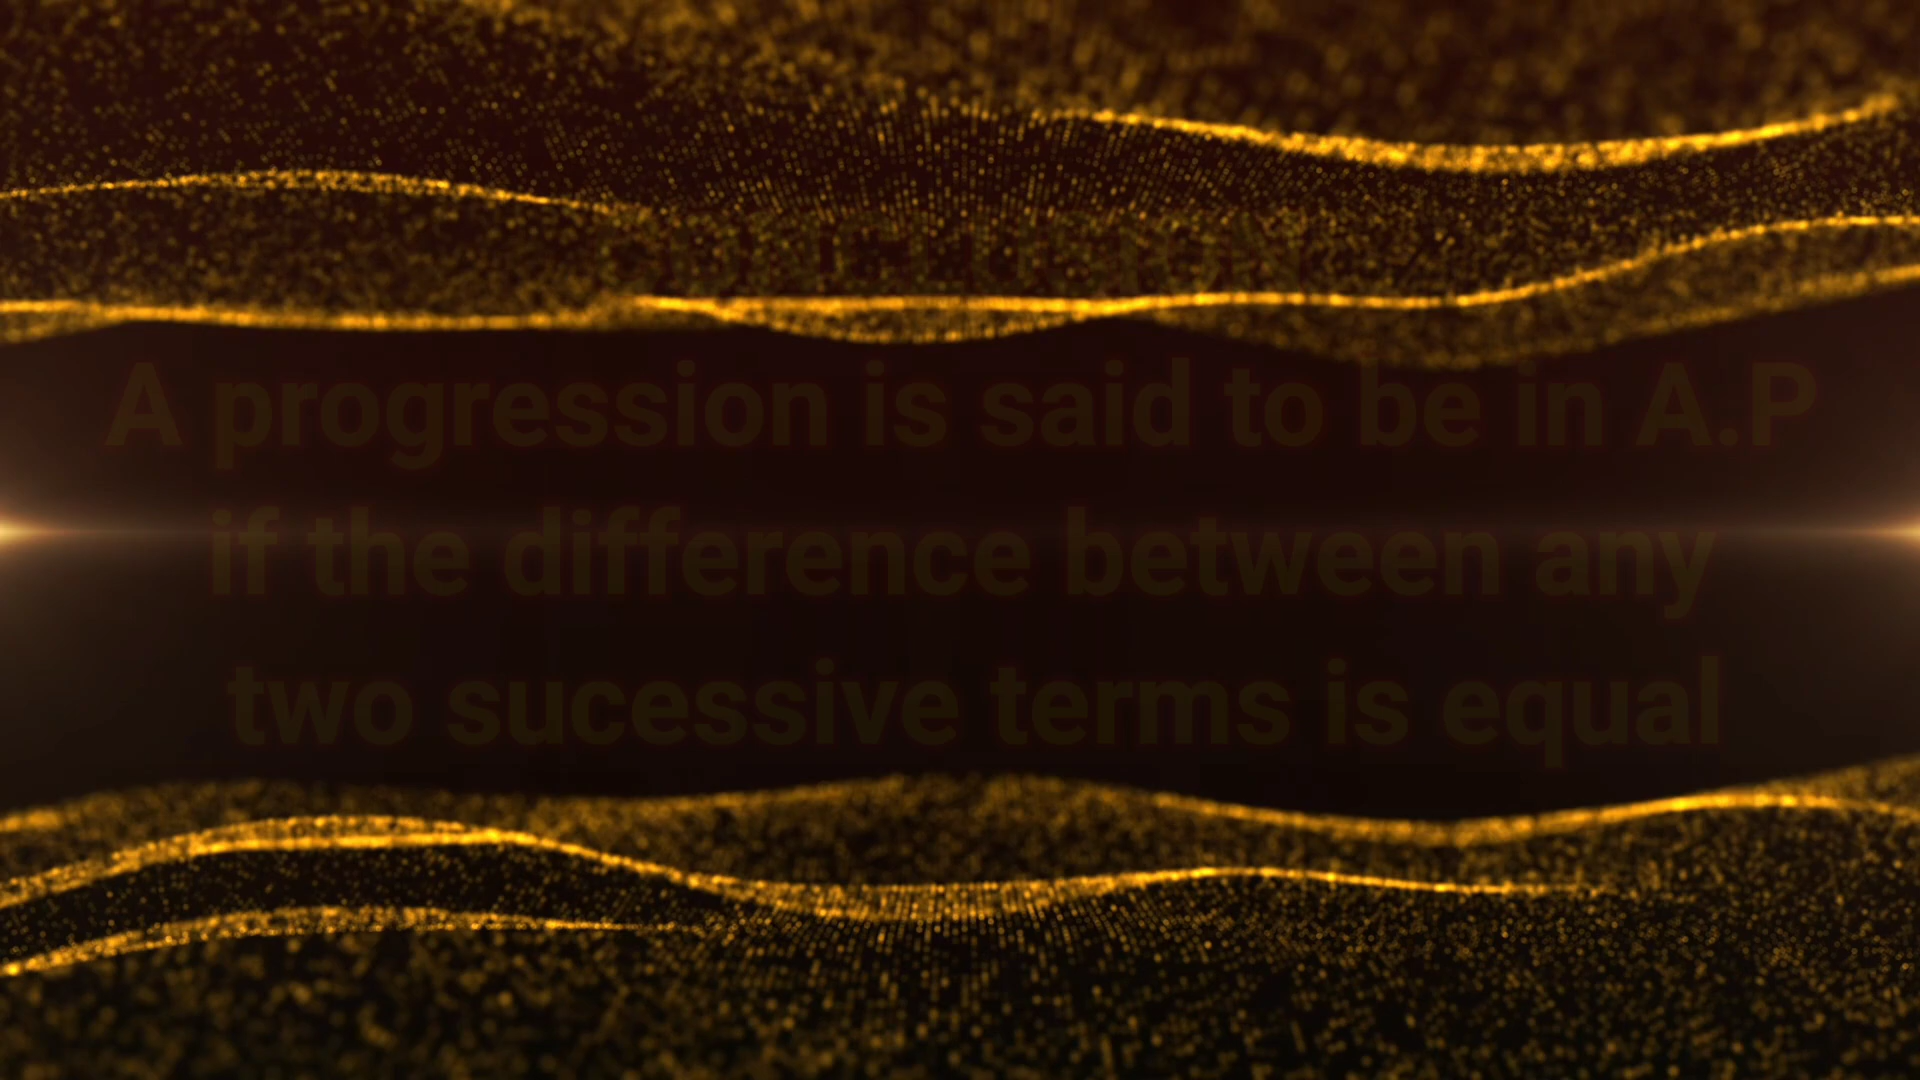 A progression is said to be in A.P
if the difference between any
two sucessive terms is equal